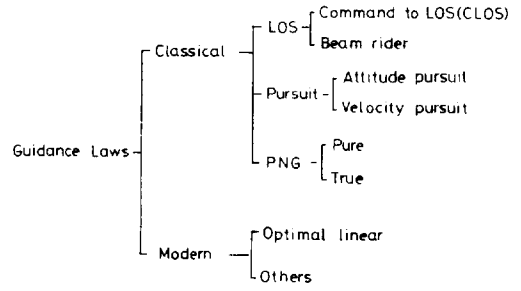 Command to LOS(CLOS)
LOS
Beam rider
Classical
Attitude pursuit
Pursuit
Velocity pursuit
Guidance Laws
Pure
PNG
True
Optimal linear
Modern
Others